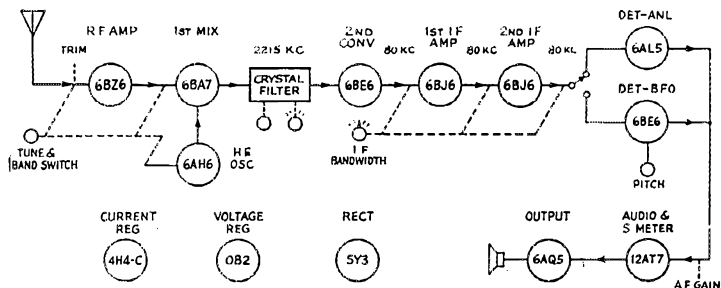 RF AMP
1ST MIX
2ND
CONV
1ST IF
AMP
2ND IF
AMP
DET-ANL
TRIM
2215 KC
80 KC
80 KC
80 KC
6BZ6
6BA7
CRYSTAL
FILTER
6BE6
6BJ6
6BJ6
6AL5
DET-BFO
6BE6
TUNE &
BAND SWITCH
6AH6
HF
OSC
IF
BANDWIDTH
PITCH
CURRENT
REG
VOLTAGE
REG
RECT
OUTPUT
AUDIO &
S METER
4H4-C
OB2
5Y3
6AQ5
12AT7
AF GAIN